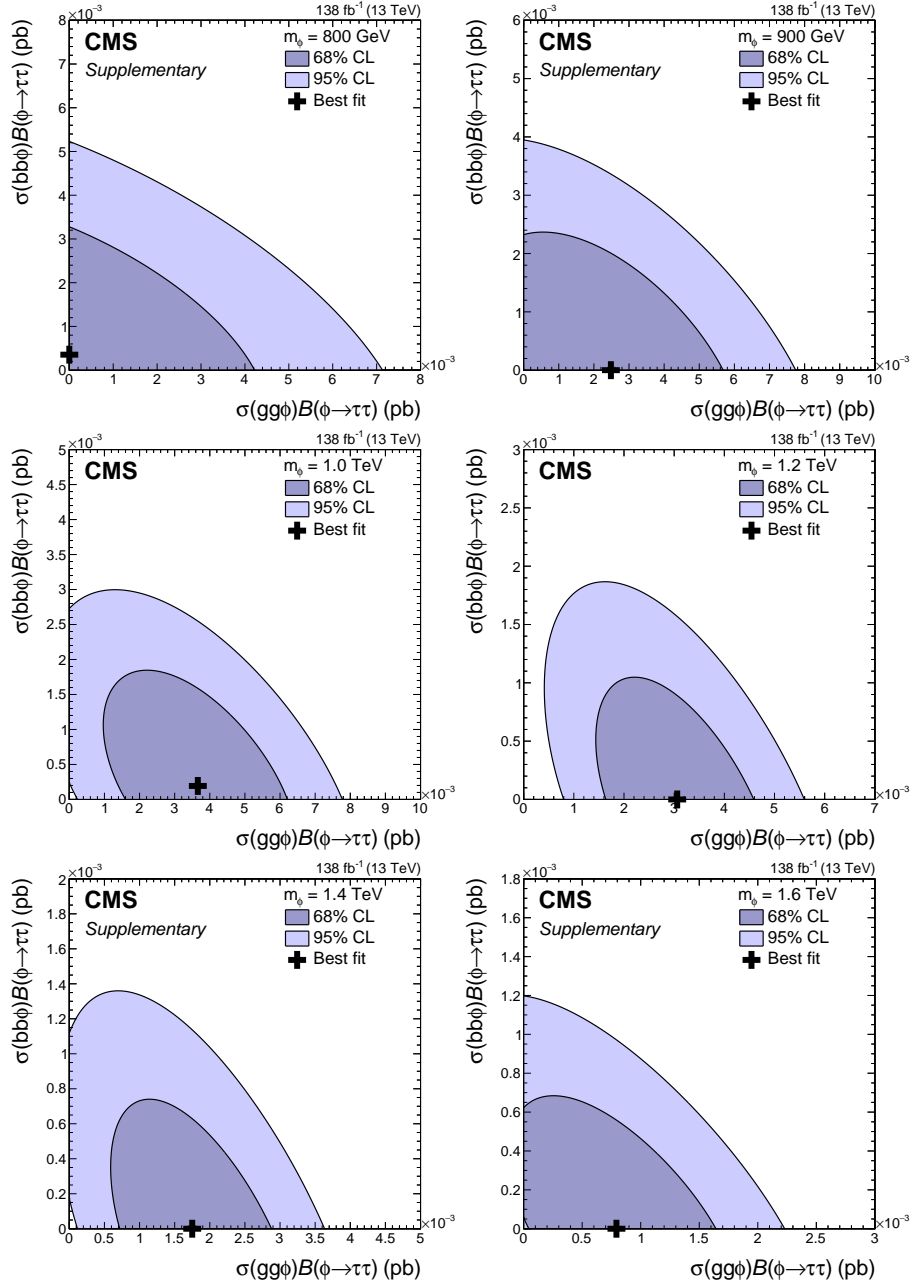 138 fb⁻¹ (13 TeV)
×10⁻³
CMS
Supplementary
m_ϕ = 800 GeV
68% CL
95% CL
Best fit
σ(bbϕ)B(ϕ→ττ) (pb)
8
7
6
5
4
3
2
1
0
0 1 2 3 4 5 6 7 8
×10⁻³
σ(ggϕ)B(ϕ→ττ) (pb)
138 fb⁻¹ (13 TeV)
×10⁻³
CMS
Supplementary
m_ϕ = 900 GeV
68% CL
95% CL
Best fit
σ(bbϕ)B(ϕ→ττ) (pb)
6
5
4
3
2
1
0
0 1 2 3 4 5 6 7 8 9 10
×10⁻³
σ(ggϕ)B(ϕ→ττ) (pb)
138 fb⁻¹ (13 TeV)
×10⁻³
CMS
m_ϕ = 1.0 TeV
68% CL
95% CL
Best fit
σ(bbϕ)B(ϕ→ττ) (pb)
5
4.5
4
3.5
3
2.5
2
1.5
1
0.5
0
0 1 2 3 4 5 6 7 8 9 10
×10⁻³
σ(ggϕ)B(ϕ→ττ) (pb)
138 fb⁻¹ (13 TeV)
×10⁻³
CMS
m_ϕ = 1.2 TeV
68% CL
95% CL
Best fit
σ(bbϕ)B(ϕ→ττ) (pb)
3
2.5
2
1.5
1
0.5
0
0 1 2 3 4 5 6 7
×10⁻³
σ(ggϕ)B(ϕ→ττ) (pb)
138 fb⁻¹ (13 TeV)
×10⁻³
CMS
Supplementary
m_ϕ = 1.4 TeV
68% CL
95% CL
Best fit
σ(bbϕ)B(ϕ→ττ) (pb)
2
1.8
1.6
1.4
1.2
1
0.8
0.6
0.4
0.2
0
0 0.5 1 1.5 2 2.5 3 3.5 4 4.5 5
×10⁻³
σ(ggϕ)B(ϕ→ττ) (pb)
138 fb⁻¹ (13 TeV)
×10⁻³
CMS
Supplementary
m_ϕ = 1.6 TeV
68% CL
95% CL
Best fit
σ(bbϕ)B(ϕ→ττ) (pb)
1.8
1.6
1.4
1.2
1
0.8
0.6
0.4
0.2
0
0 0.5 1 1.5 2 2.5 3
×10⁻³
σ(ggϕ)B(ϕ→ττ) (pb)